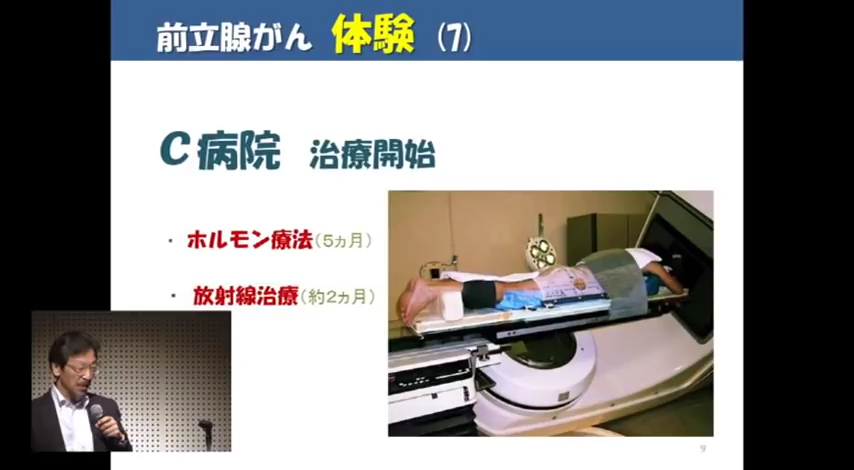 前立腺がん 体験 (7)
C病院 治療開始
・ ホルモン療法(5ヵ月)
・ 放射線治療(約2ヵ月)
9